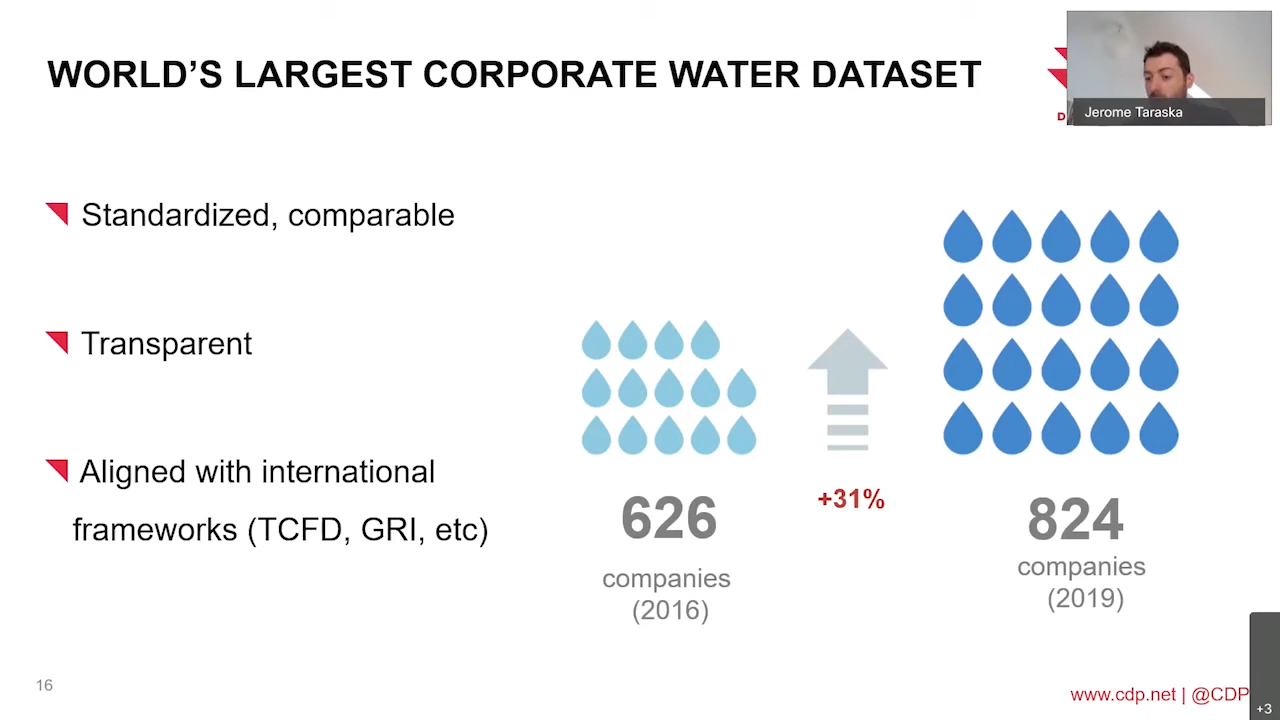 WORLD'S LARGEST CORPORATE WATER DATASET
D
Jerome Taraska
Standardized, comparable
Transparent
Aligned with international
frameworks (TCFD, GRI, etc)
+31%
626
companies
(2016)
824
companies
(2019)
16
www.cdp.net | @CDP
+3